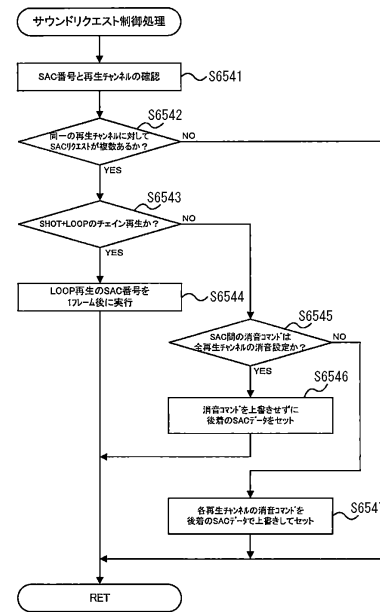 サウンドリクエスト制御処理
SAC番号と再生チャンネルの確認
S6541
S6542
同一の再生チャンネルに対して
SACリクエストが複数あるか？
NO
YES
S6543
SHOT+LOOPのチェイン再生か？
NO
YES
LOOP再生のSAC番号を
1フレーム後に実行
S6544
S6545
SAC間の消音コマンドは
全再生チャンネルの消音設定か？
NO
YES
S6546
消音コマンドを上書きせずに
後着のSACデータをセット
各再生チャンネルの消音コマンドを
後着のSACデータで上書きしてセット
S6547
RET